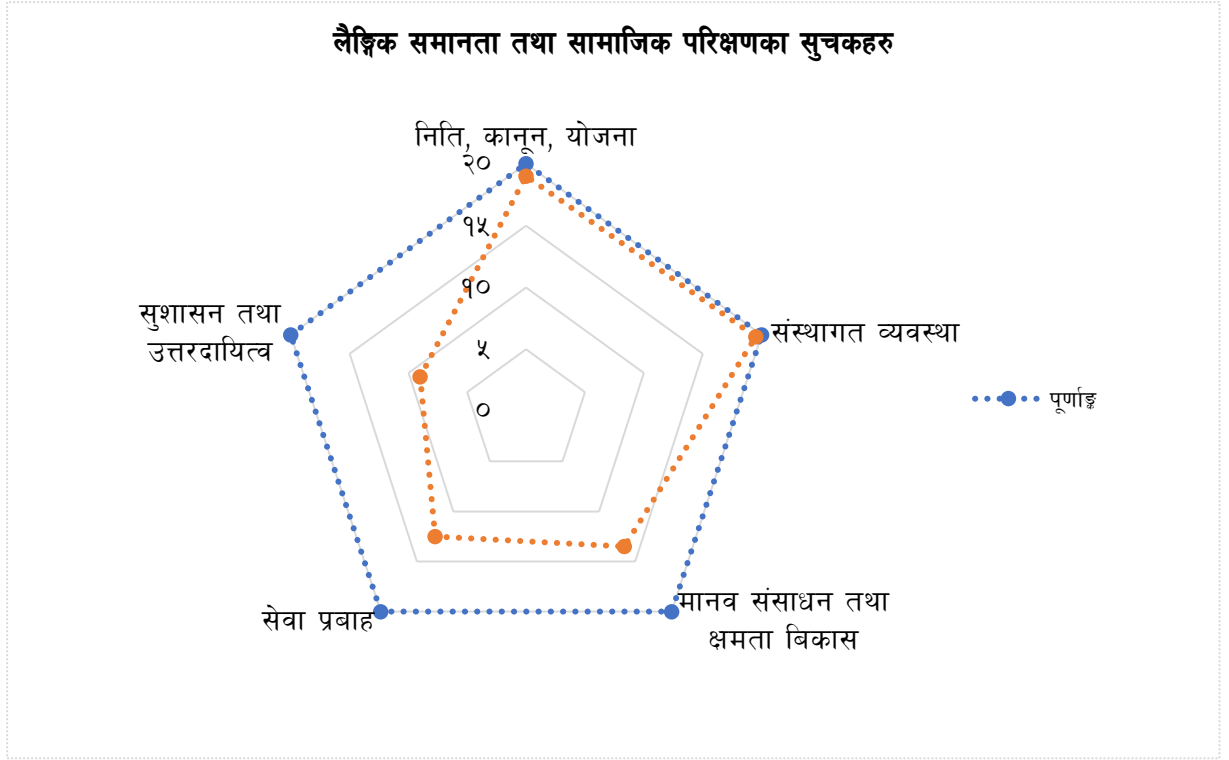 लैङ्गिक समानता तथा सामाजिक परिक्षणका सुचकहरु
निति, कानून, योजना
२०
१५
१०
५
०
सुशासन तथा
उत्तरदायित्व
संस्थागत व्यवस्था
पूर्णाङ्क
मानव संसाधन तथा
क्षमता बिकास
सेवा प्रबाह